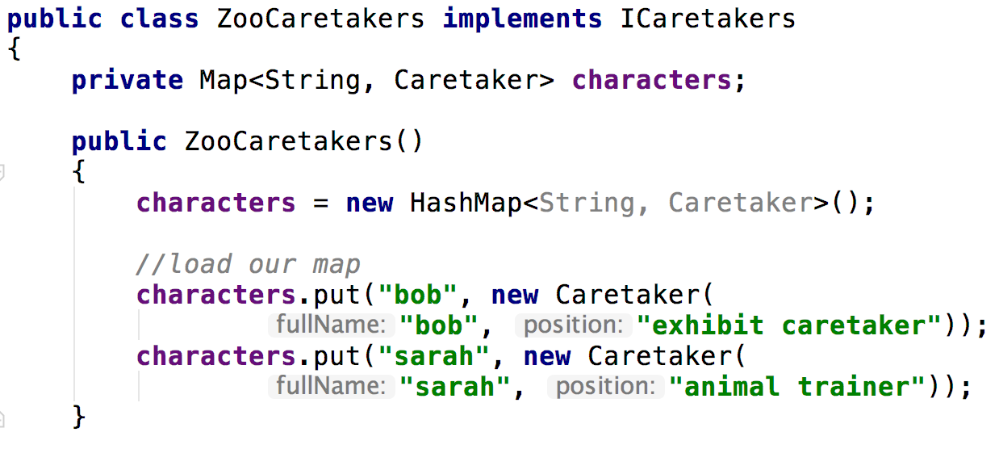 public class ZooCaretakers implements ICaretakers
{
    private Map<String, Caretaker> characters;
    public ZooCaretakers()
    {
        characters = new HashMap<String, Caretaker>();
        //load our map
        characters.put("bob", new Caretaker(
                fullName: "bob", position: "exhibit caretaker"));
        characters.put("sarah", new Caretaker(
                fullName: "sarah", position: "animal trainer"));
    }